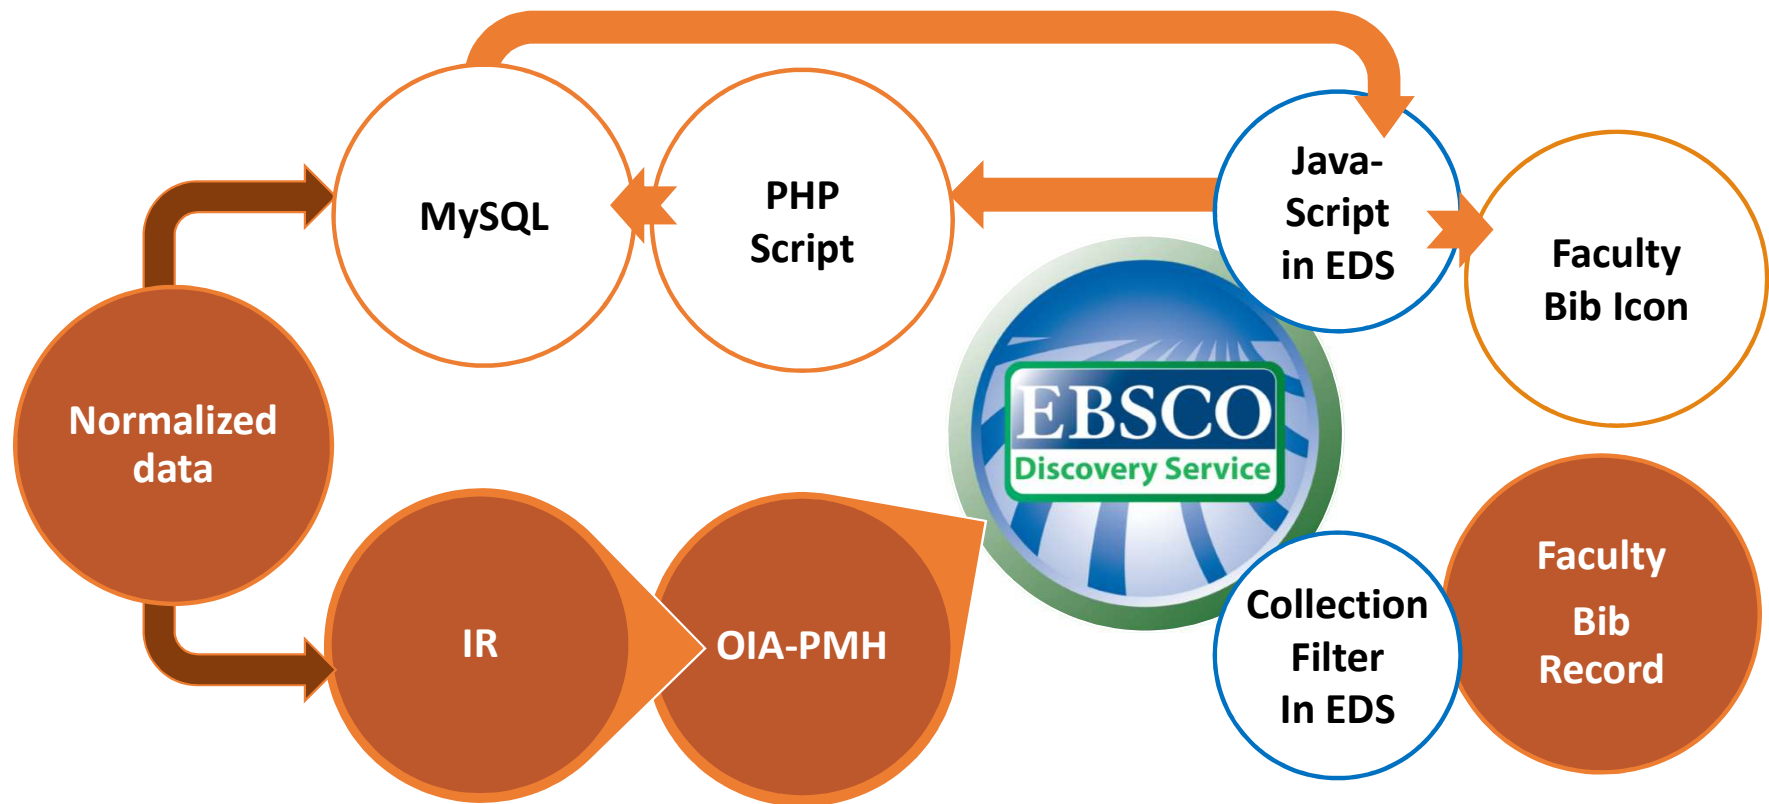 MySQL
PHP
Script
Java-
Script
in EDS
Faculty
Bib Icon
Normalized
data
EBSCO
Discovery Service
IR
OIA-PMH
Collection
Filter
In EDS
Faculty
Bib
Record